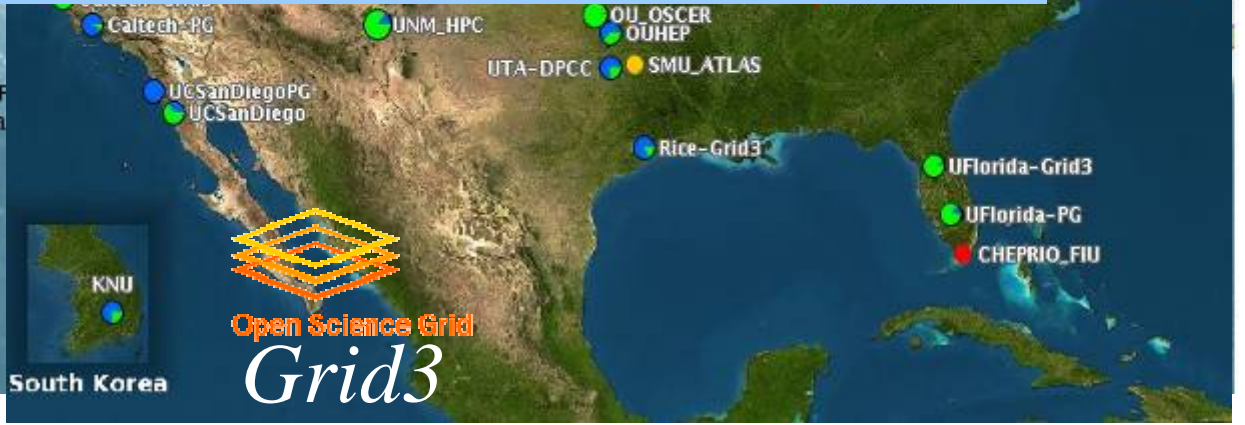 OU_OSCER
Caltech-PG
UNM_HPC
OUHEP
UTA-DPCC
SMU_ATLAS
UCSanDiegoPG
UCSanDiego
Rice-Grid3
UFlorida-Grid3
UFlorida-PG
CHEPRIO_FIU
KNU
South Korea
Open Science Grid
Grid3